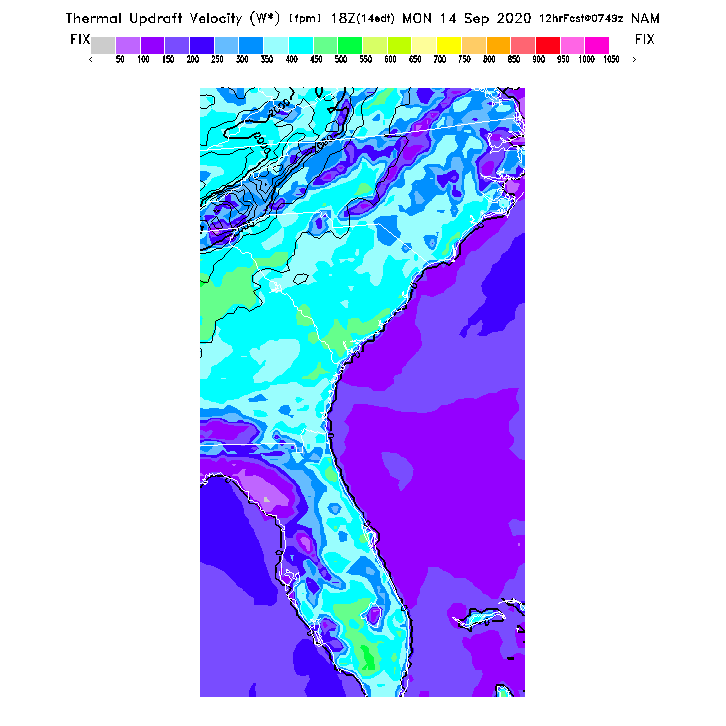 Thermal Updraft Velocity (W*) [fpm] 18Z(14edt) MON 14 Sep 2020 12hrFcst@0743z NAM
FIX FIX
< 50 100 150 200 250 300 350 400 450 500 550 600 650 700 750 800 850 900 950 1000 1050 >